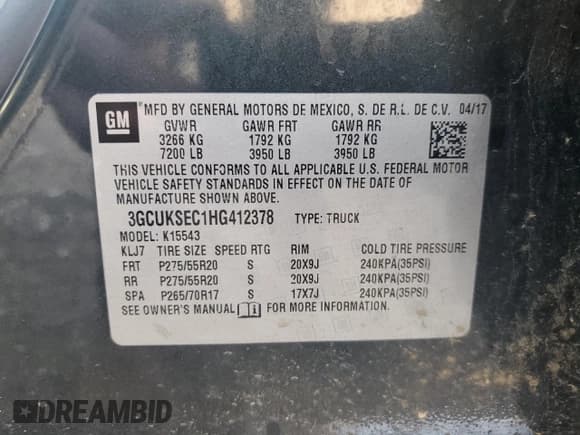 GM
MFD BY GENERAL MOTORS DE MEXICO, S. DE R.L. DE C.V. 04/17
GVWR GAWR FRT GAWR RR
3266 KG 1792 KG 1792 KG
7200 LB 3950 LB 3950 LB
THIS VEHICLE CONFORMS TO ALL APPLICABLE U.S. FEDERAL MOTOR
VEHICLE SAFETY STANDARDS IN EFFECT ON THE DATE OF
MANUFACTURE SHOWN ABOVE.
3GCUKSEC1HG412378 TYPE: TRUCK
MODEL: K15543
KLJ7 TIRE SIZE SPEED RTG RIM COLD TIRE PRESSURE
FRT P275/55R20 S 20X9J 240KPA(35PSI)
RR P275/55R20 S 20X9J 240KPA(35PSI)
SPA P265/70R17 S 17X7J 240KPA(35PSI)
SEE OWNER'S MANUAL FOR MORE INFORMATION.
DREAMBID